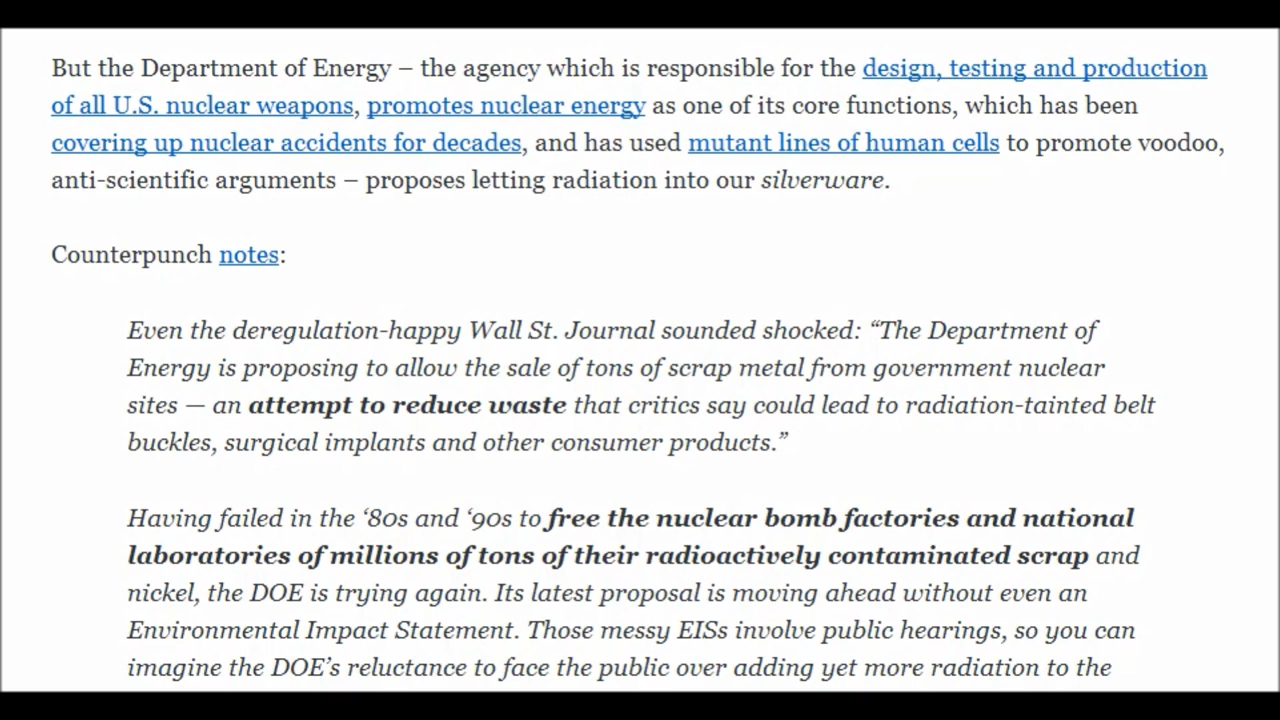 But the Department of Energy – the agency which is responsible for the design, testing and production
of all U.S. nuclear weapons, promotes nuclear energy as one of its core functions, which has been
covering up nuclear accidents for decades, and has used mutant lines of human cells to promote voodoo,
anti-scientific arguments – proposes letting radiation into our silverware.
Counterpunch notes:
Even the deregulation-happy Wall St. Journal sounded shocked: “The Department of
Energy is proposing to allow the sale of tons of scrap metal from government nuclear
sites — an attempt to reduce waste that critics say could lead to radiation-tainted belt
buckles, surgical implants and other consumer products.”
Having failed in the ‘80s and ‘90s to free the nuclear bomb factories and national
laboratories of millions of tons of their radioactively contaminated scrap and
nickel, the DOE is trying again. Its latest proposal is moving ahead without even an
Environmental Impact Statement. Those messy EISs involve public hearings, so you can
imagine the DOE’s reluctance to face the public over adding yet more radiation to the